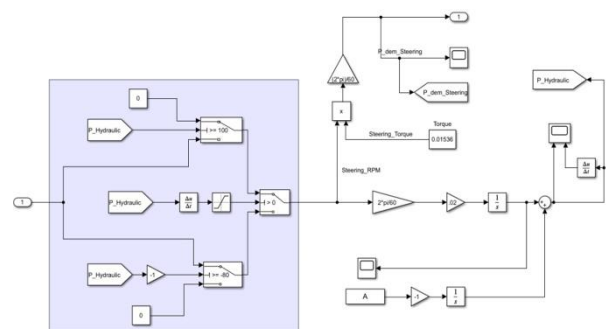 1
P_dem_Steering
(2*pi)/60
P_Hydraulic
P_dem_Steering
0
x
Torque
Steering_Torque
0.01536
P_Hydraulic
>= 100
Steering_RPM
Δu
Δt
1
P_Hydraulic
Δu
Δt
> 0
2*pi/60
.02
1
s
P_Hydraulic
-1
>= -80
0
A
-1
1
s